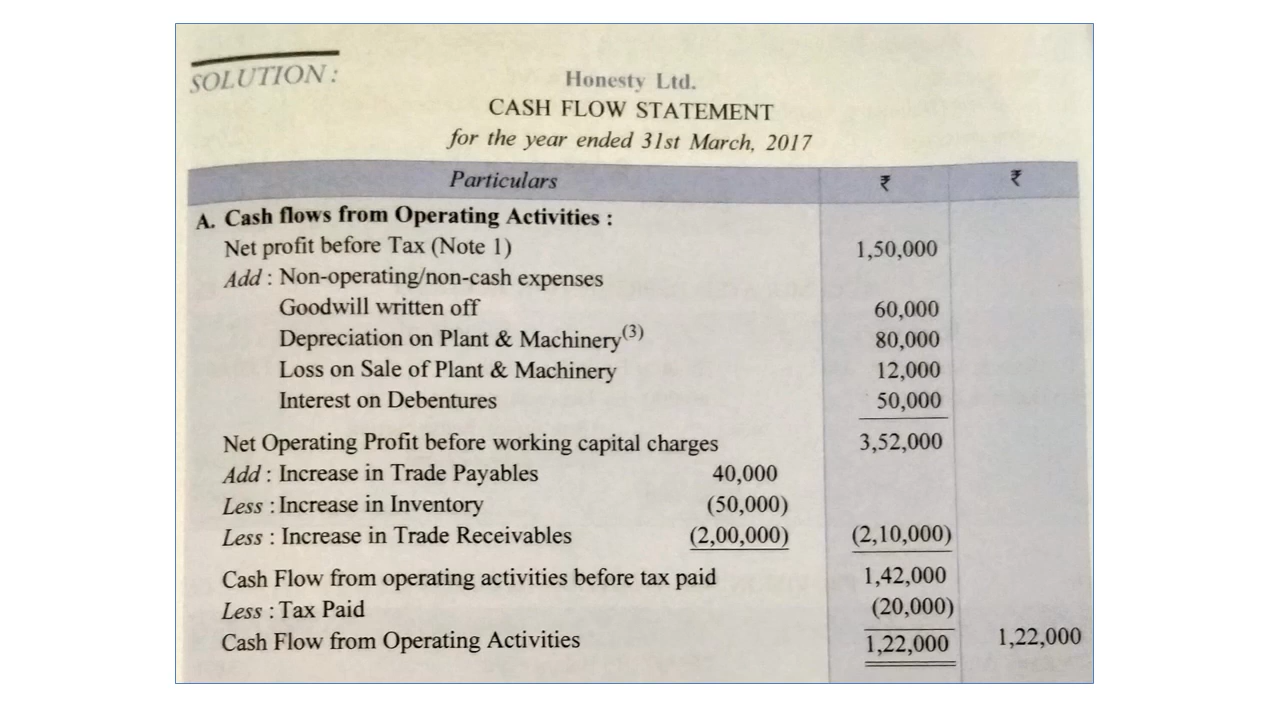 SOLUTION :
Honesty Ltd.
CASH FLOW STATEMENT
for the year ended 31st March, 2017
Particulars ₹ ₹
A. Cash flows from Operating Activities :
Net profit before Tax (Note 1) 1,50,000
Add : Non-operating/non-cash expenses
Goodwill written off 60,000
Depreciation on Plant & Machinery(3) 80,000
Loss on Sale of Plant & Machinery 12,000
Interest on Debentures 50,000
Net Operating Profit before working capital charges 3,52,000
Add : Increase in Trade Payables 40,000
Less : Increase in Inventory (50,000)
Less : Increase in Trade Receivables (2,00,000) (2,10,000)
Cash Flow from operating activities before tax paid 1,42,000
Less : Tax Paid (20,000)
Cash Flow from Operating Activities 1,22,000 1,22,000